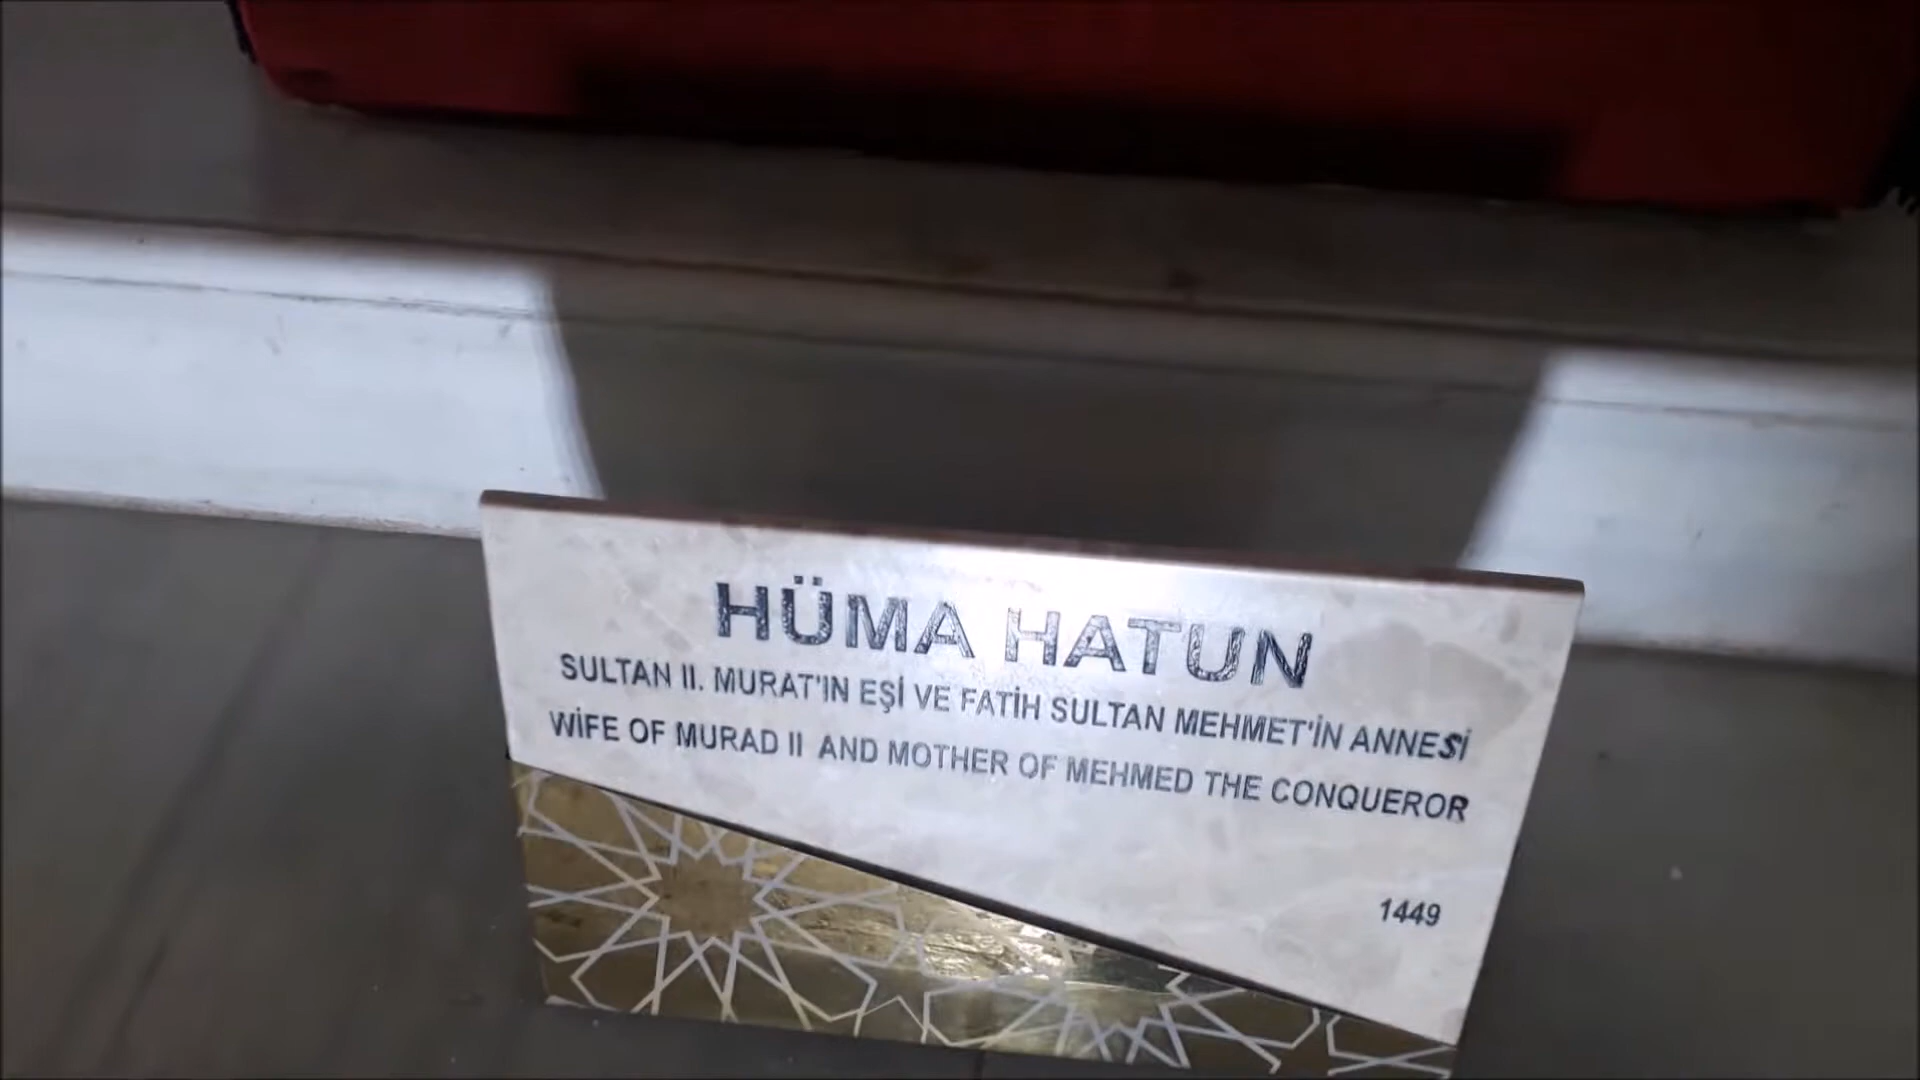 HÜMA HATUN
SULTAN II. MURAT'IN EŞİ VE FATİH SULTAN MEHMET'İN ANNESİ
WİFE OF MURAD II AND MOTHER OF MEHMED THE CONQUEROR
1449